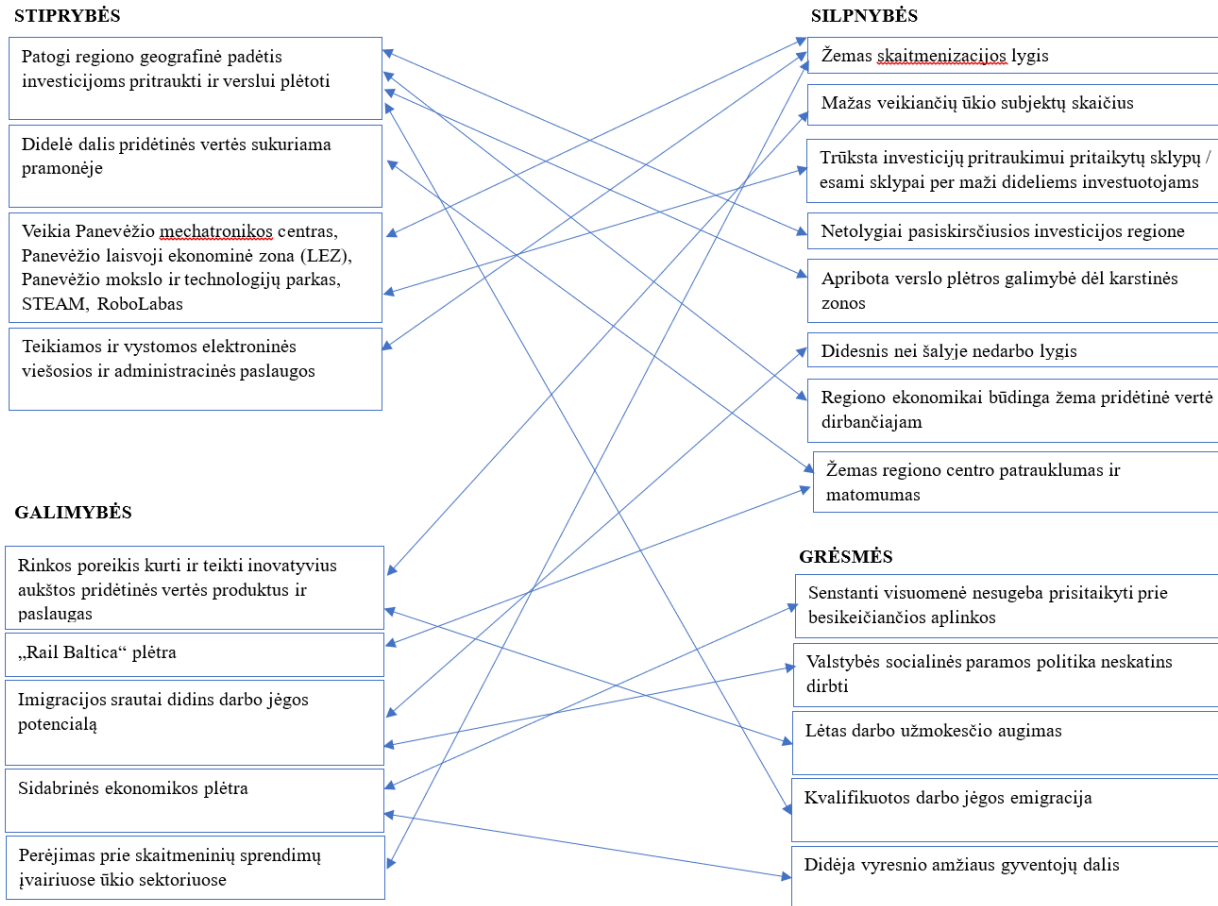 STIPRYBĖS
Patogi regiono geografinė padėtis
investicijoms pritraukti ir verslui plėtoti
Didelė dalis pridėtinės vertės sukuriama
pramonėje
Veikia Panevėžio mechatronikos centras,
Panevėžio laisvoji ekonominė zona (LEZ),
Panevėžio mokslo ir technologijų parkas,
STEAM, RoboLabas
Teikiamos ir vystomos elektroninės
viešosios ir administracinės paslaugos
SILPNYBĖS
Žemas skaitmenizacijos lygis
Mažas veikiančių ūkio subjektų skaičius
Trūksta investicijų pritraukimui pritaikytų sklypų /
esami sklypai per maži dideliems investuotojams
Netolygiai pasiskirsčiusios investicijos regione
Apribota verslo plėtros galimybė dėl karstinės
zonos
Didesnis nei šalyje nedarbo lygis
Regiono ekonomikai būdinga žema pridėtinė vertė
dirbančiajam
Žemas regiono centro patrauklumas ir
matomumas
GALIMYBĖS
Rinkos poreikis kurti ir teikti inovatyvius
aukštos pridėtinės vertės produktus ir
paslaugas
„Rail Baltica“ plėtra
Imigracijos srautai didins darbo jėgos
potencialą
Sidabrinės ekonomikos plėtra
Perėjimas prie skaitmeninių sprendimų
įvairiuose ūkio sektoriuose
GRĖSMĖS
Senstanti visuomenė nesugeba prisitaikyti prie
besikeičiančios aplinkos
Valstybės socialinės paramos politika neskatins
dirbti
Lėtas darbo užmokesčio augimas
Kvalifikuotos darbo jėgos emigracija
Didėja vyresnio amžiaus gyventojų dalis